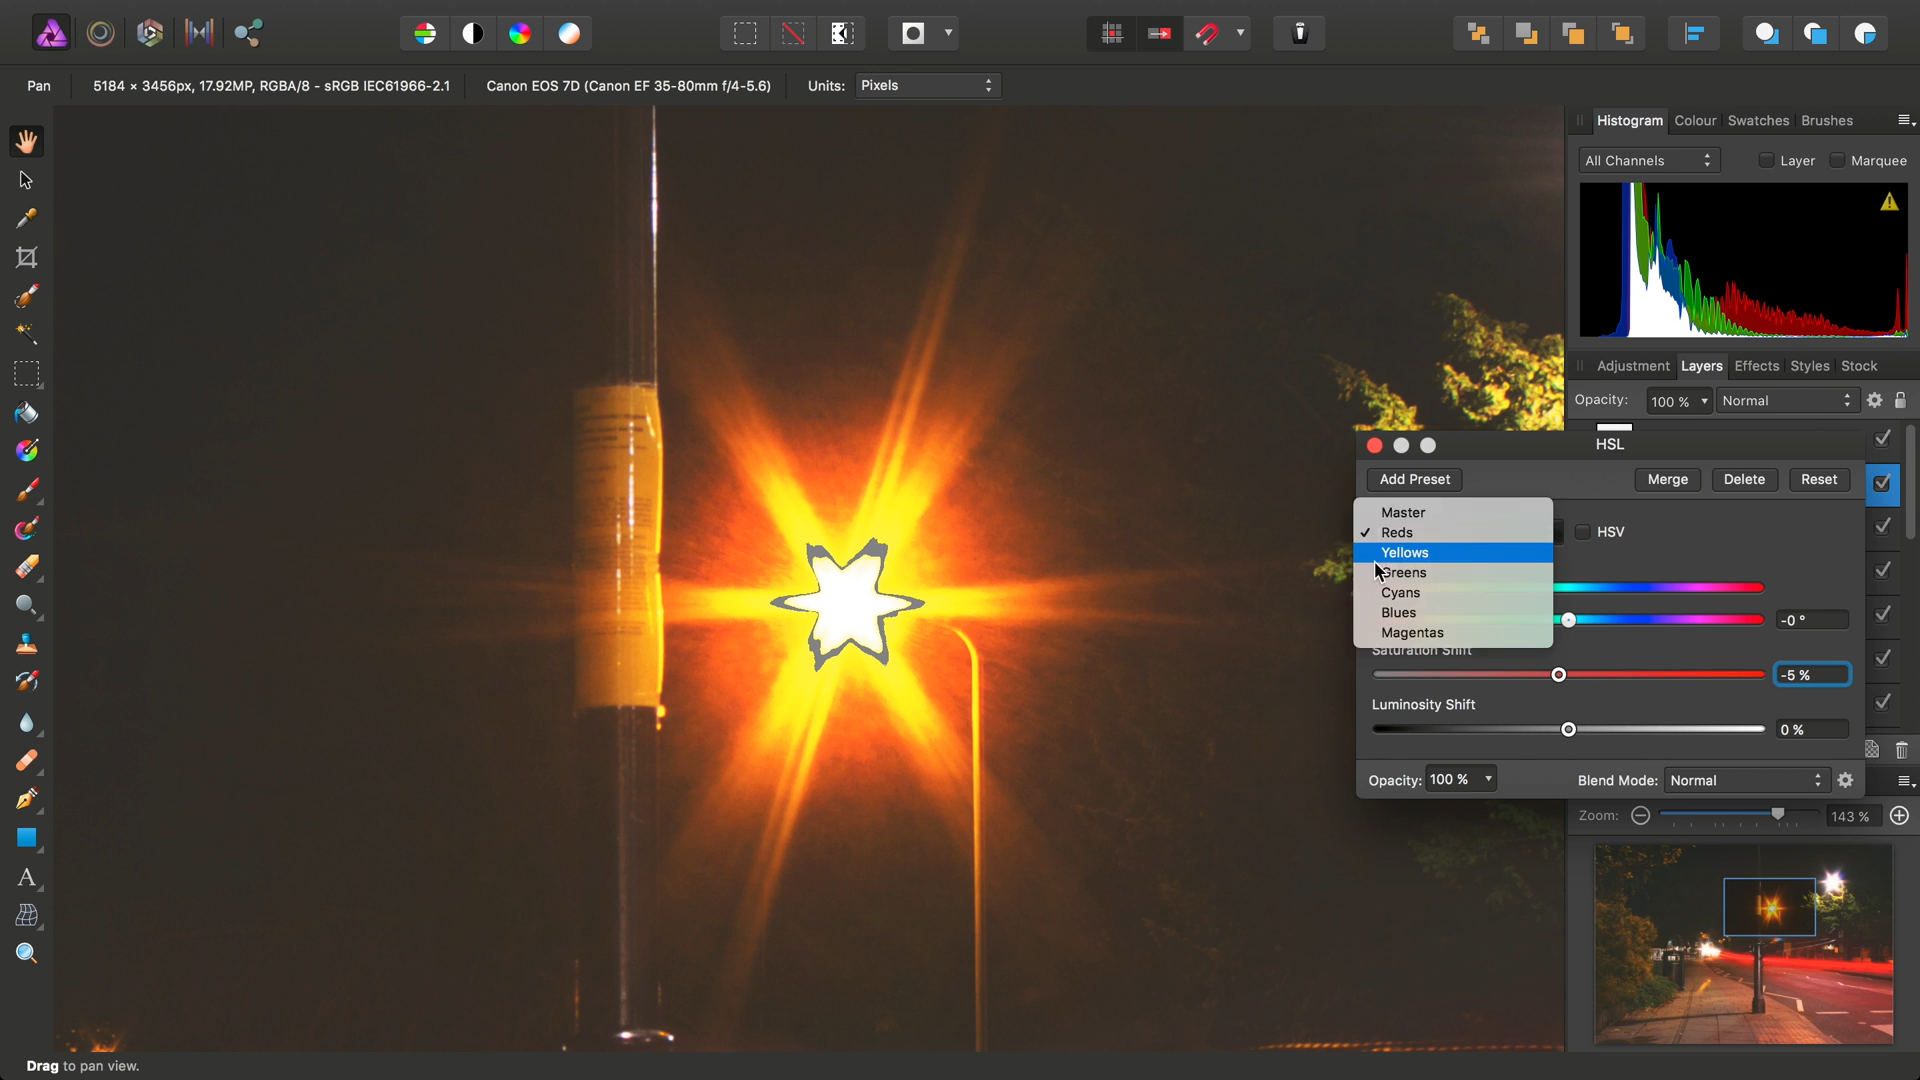 Pan
5184 × 3456px, 17.92MP, RGBA/8 - sRGB IEC61966-2.1
Canon EOS 7D (Canon EF 35-80mm f/4-5.6)
Units: Pixels
Histogram Colour Swatches Brushes
All Channels Layer Marquee
Adjustment Layers Effects Styles Stock
Opacity: 100 % Normal
HSL
Add Preset Merge Delete Reset
Master
Reds
HSV
Yellows
Greens
Cyans
Blues
-0 °
Magentas
Saturation Shift
-5 %
Luminosity Shift
0 %
Opacity: 100 % Blend Mode: Normal
Zoom: 143 %
A
Drag to pan view.